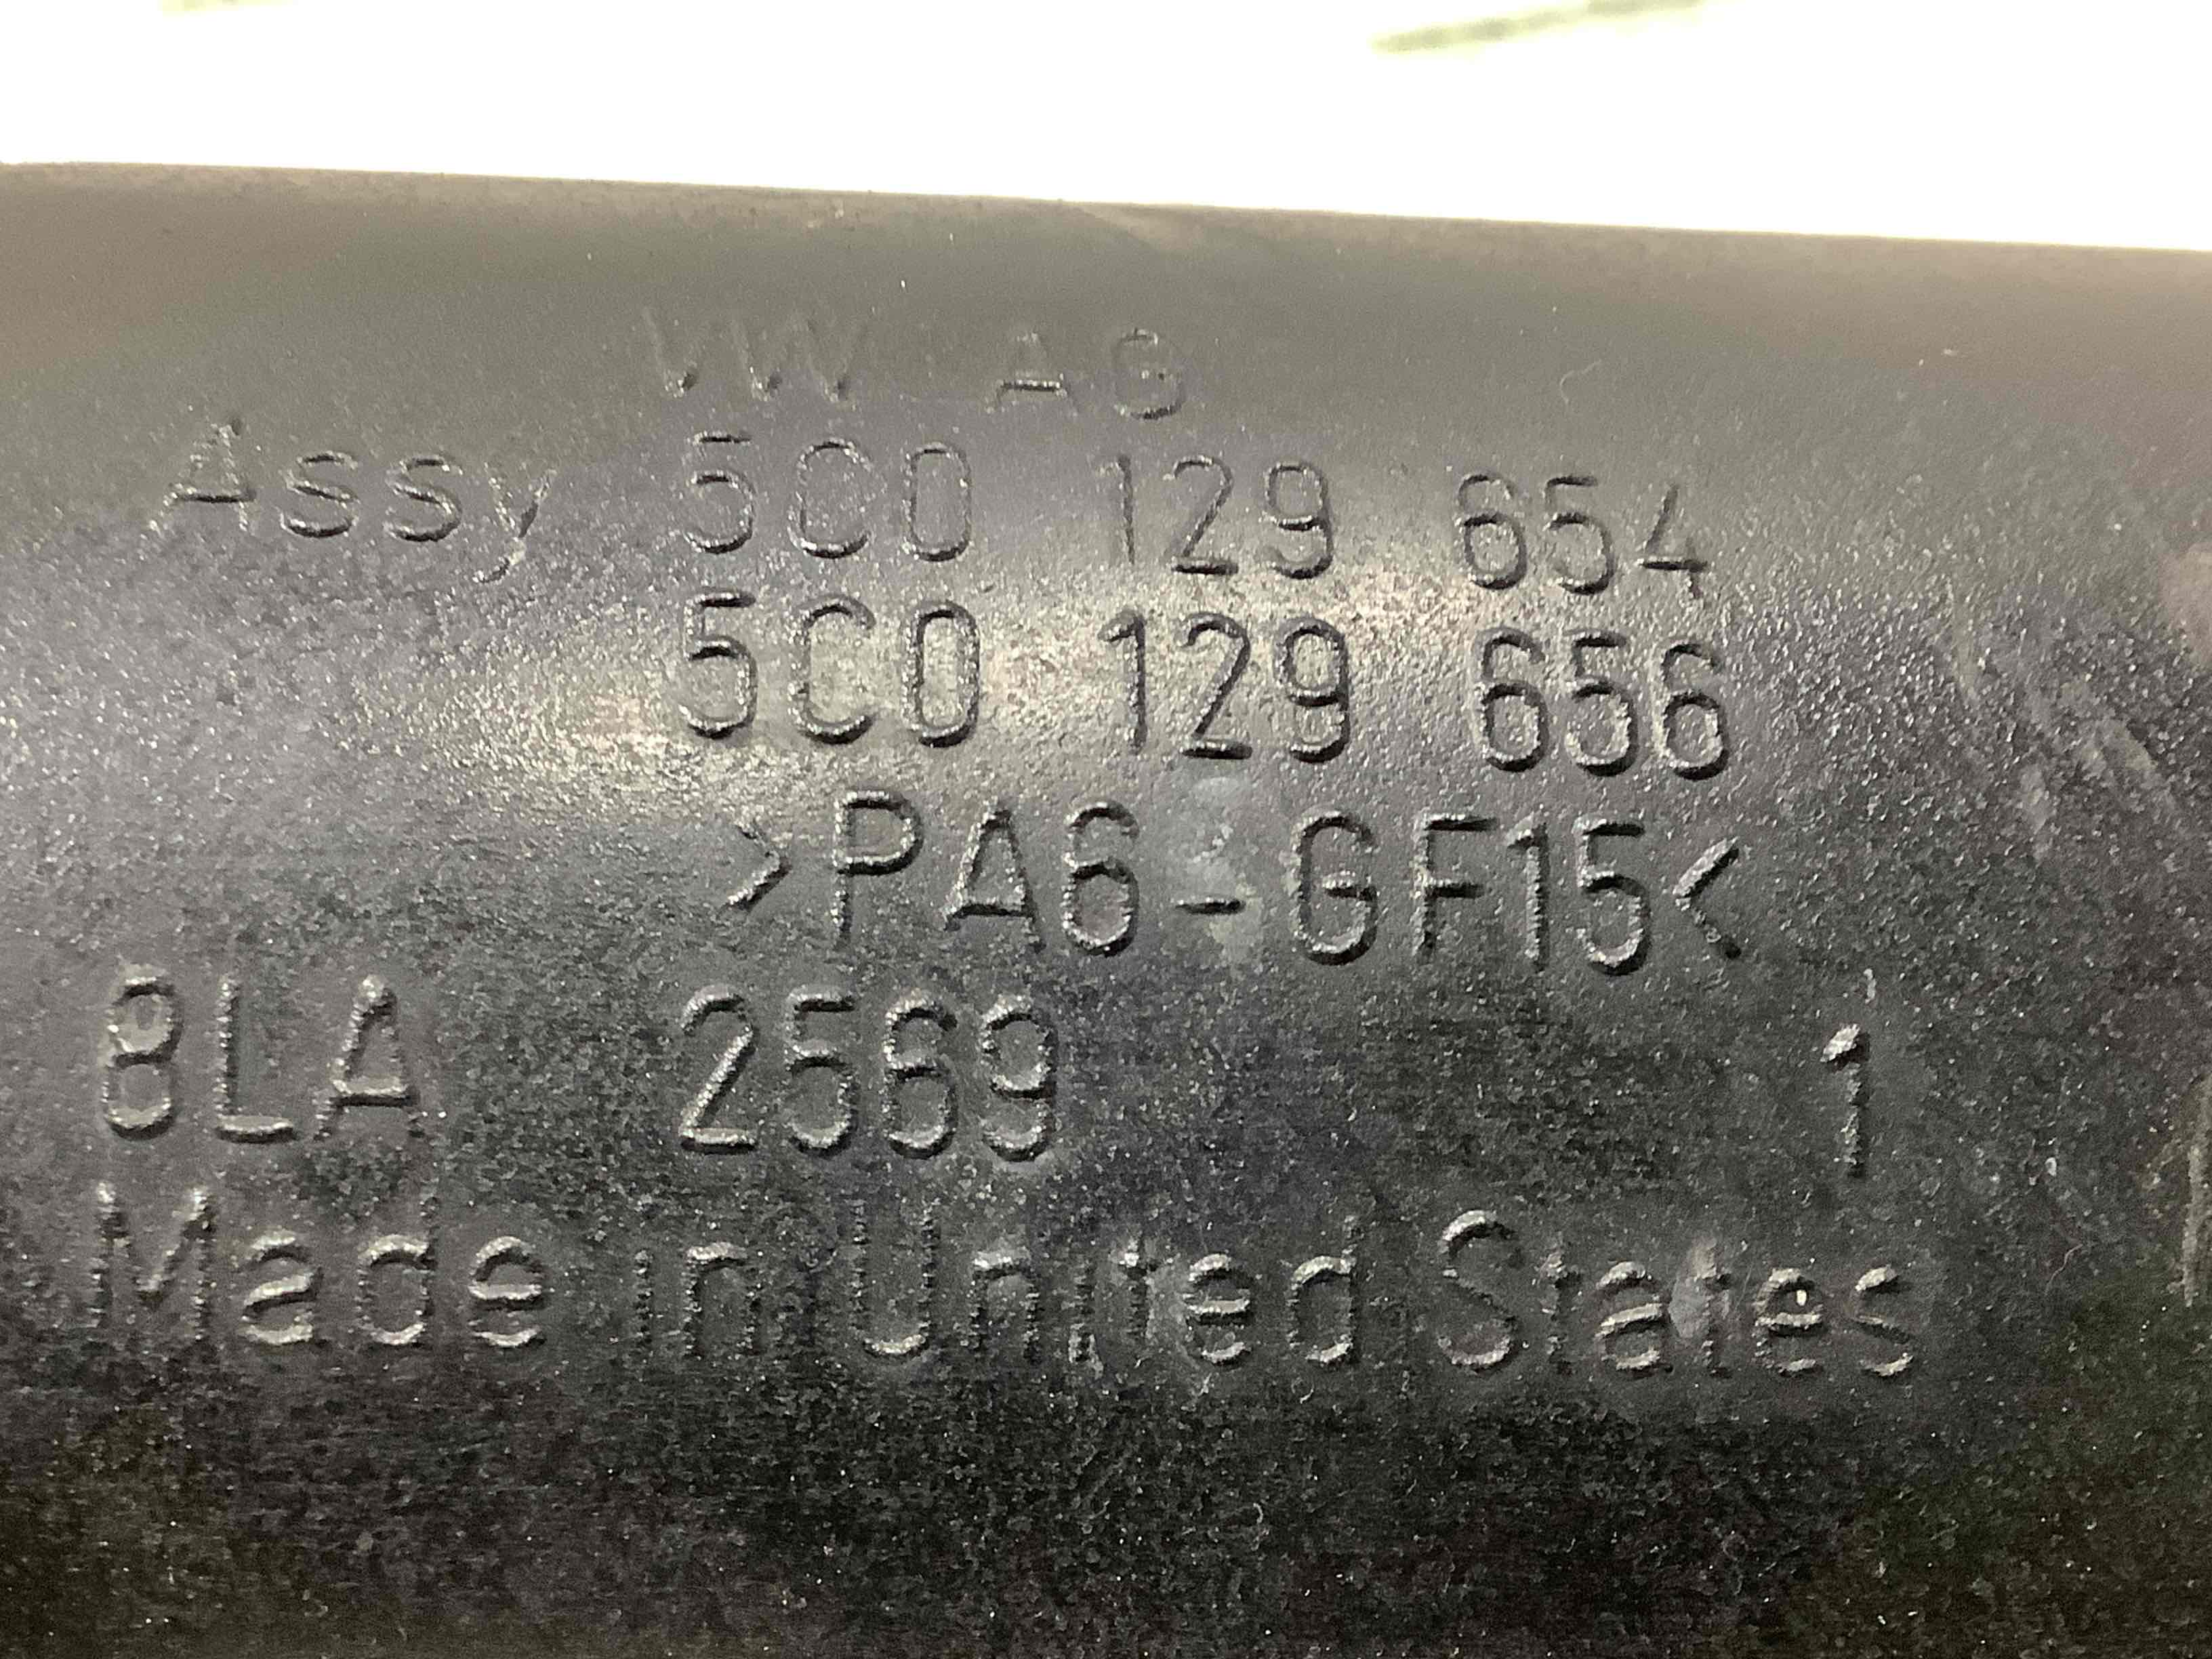 VW AG
Assy 5C0 129 654
5C0 129 656
>PA6-GF15<
8LA 2569 1
Made in United States